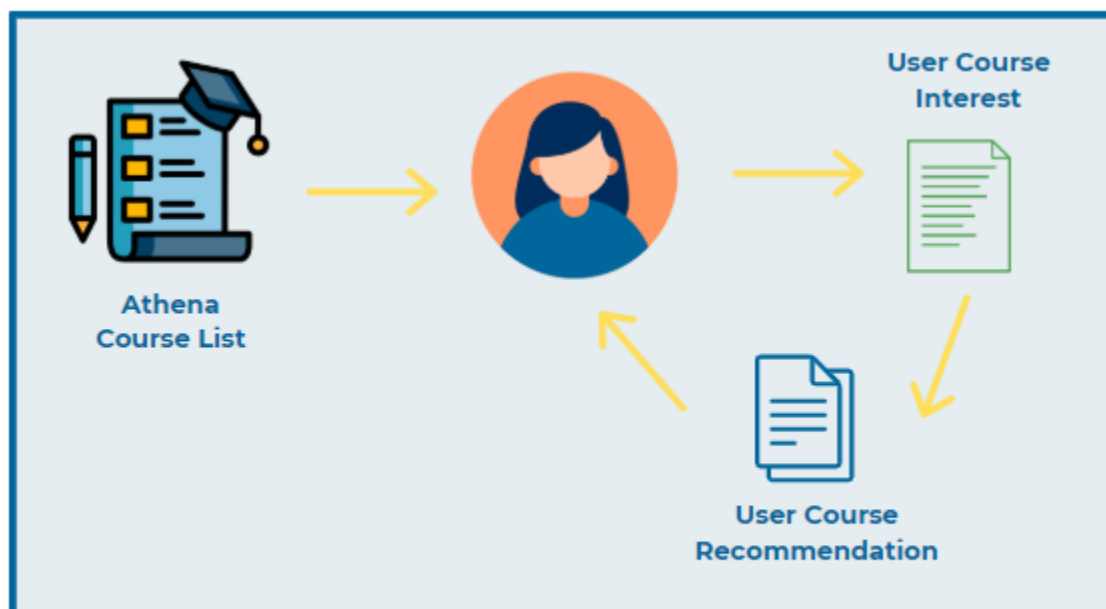 User Course
Interest
Athena
Course List
User Course
Recommendation